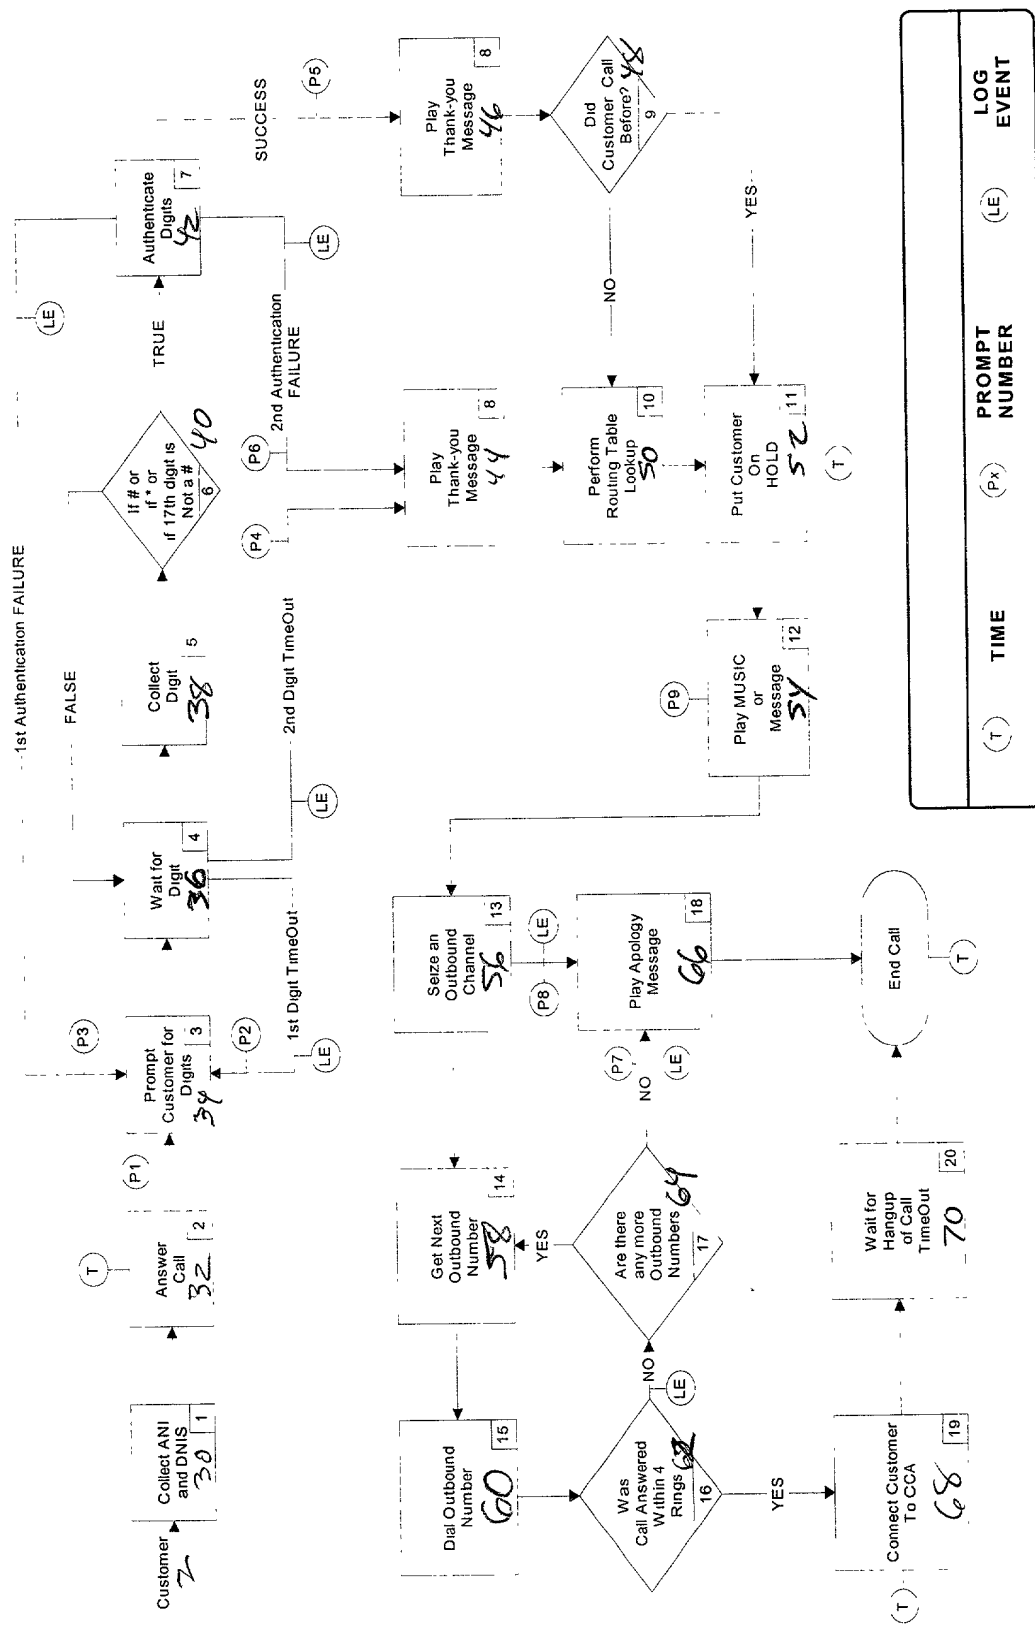 Customer
2
Collect ANI
and DNIS
30
1
T
Answer
Call
32
2
P1
P3
Prompt
Customer for
Digits
34
3
P2
1st Digit TimeOut
LE
Wait for
Digit
36
4
2nd Digit TimeOut
LE
Collect
Digit
38
5
FALSE
1st Authentication FAILURE
LE
If # or
if * or
if 17th digit is
Not a #
6
40
TRUE
Authenticate
Digits
42
7
LE
2nd Authentication
FAILURE
SUCCESS
P5
P4
P6
Play
Thank-you
Message
44
8
Play
Thank-you
Message
46
8
Did
Customer Call
Before?
48
9
NO
YES
Perform
Routing Table
Lookup
50
10
Put Customer
On
HOLD
52
11
T
P9
Play MUSIC
or
Message
54
12
Seize an
Outbound
Channel
56
13
P8
LE
Get Next
Outbound
Number
58
14
YES
Dial Outbound
Number
60
15
Was
Call Answered
Within 4
Rings
62
16
NO
LE
YES
Are there
any more
Outbound
Numbers
64
17
NO
P7
LE
Play Apology
Message
66
18
T
Connect Customer
To CCA
68
19
Wait for
Hangup
of Call
TimeOut
70
20
End Call
T
T
TIME
Px
PROMPT
NUMBER
LE
LOG
EVENT